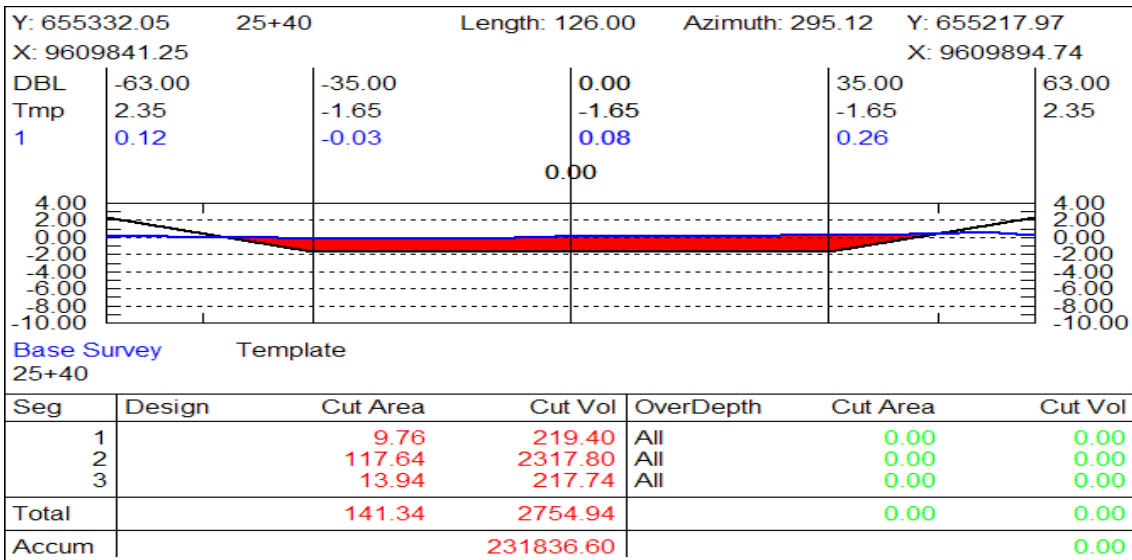 Y: 655332.05 25+40 Length: 126.00 Azimuth: 295.12 Y: 655217.97
X: 9609841.25 X: 9609894.74
DBL -63.00 -35.00 0.00 35.00 63.00
Tmp 2.35 -1.65 -1.65 -1.65 2.35
1 0.12 -0.03 0.08 0.26
0.00
4.00 4.00
2.00 2.00
0.00 0.00
-2.00 -2.00
-4.00 -4.00
-6.00 -6.00
-8.00 -8.00
-10.00 -10.00
Base Survey Template
25+40
Seg Design Cut Area Cut Vol OverDepth Cut Area Cut Vol
1 9.76 219.40 All 0.00 0.00
2 117.64 2317.80 All 0.00 0.00
3 13.94 217.74 All 0.00 0.00
Total 141.34 2754.94 0.00 0.00
Accum 231836.60 0.00